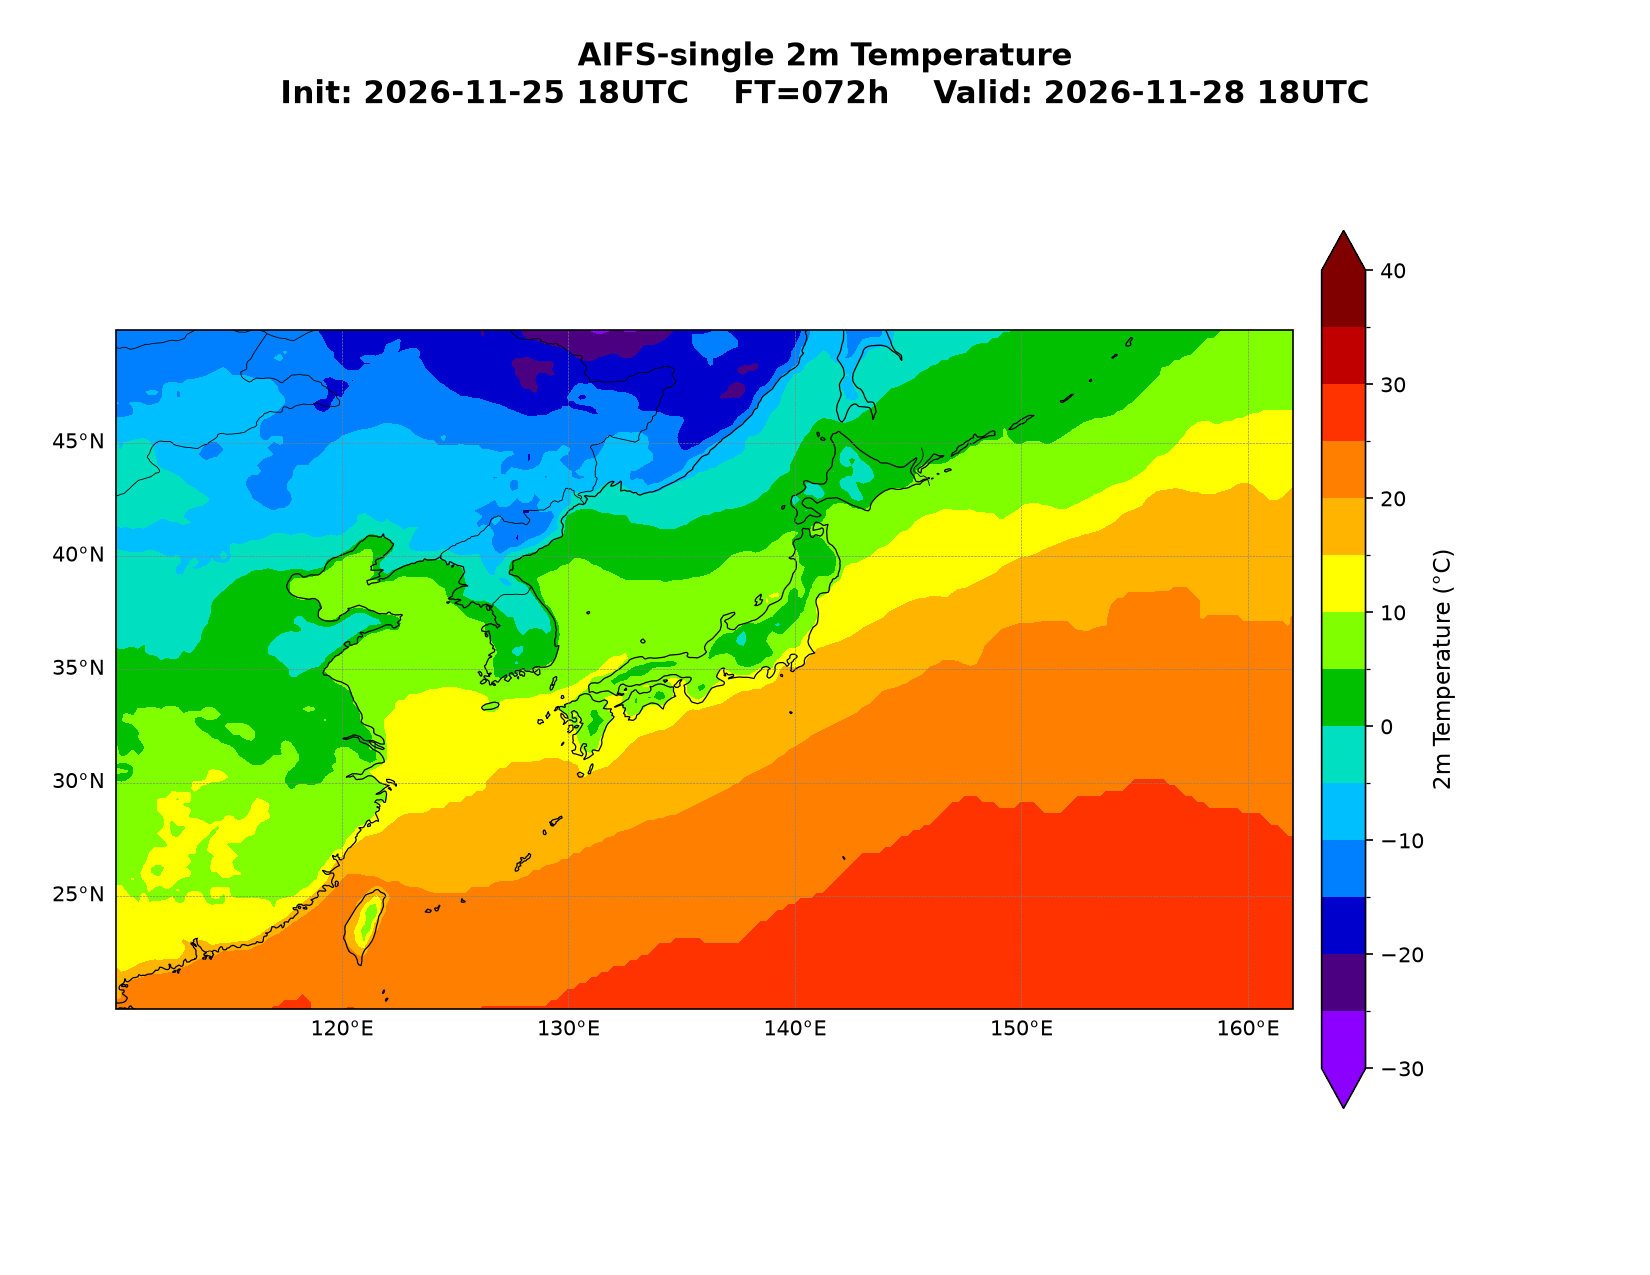 AIFS-single 2m Temperature
Init: 2026-11-25 18UTC    FT=072h    Valid: 2026-11-28 18UTC
45°N
40°N
35°N
30°N
25°N
120°E
130°E
140°E
150°E
160°E
40
30
20
10
0
−10
−20
−30
2m Temperature (°C)